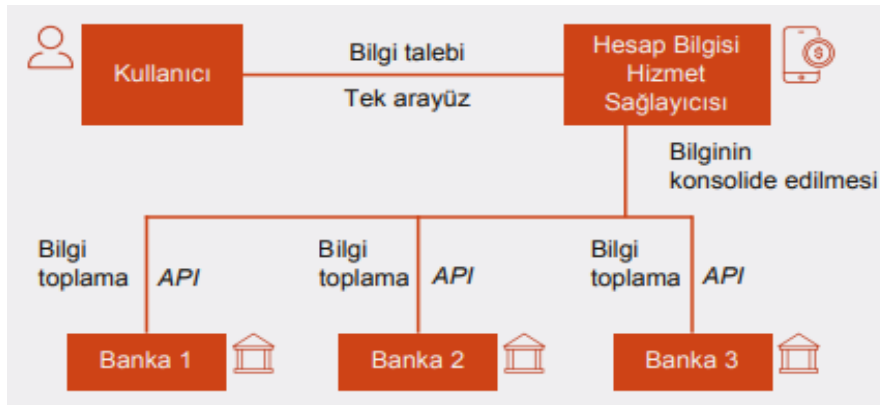 Kullanıcı
Bilgi talebi
Tek arayüz
Hesap Bilgisi
Hizmet
Sağlayıcısı
Bilginin
konsolide edilmesi
Bilgi
toplama
API
Bilgi
toplama
API
Bilgi
toplama
API
Banka 1
Banka 2
Banka 3